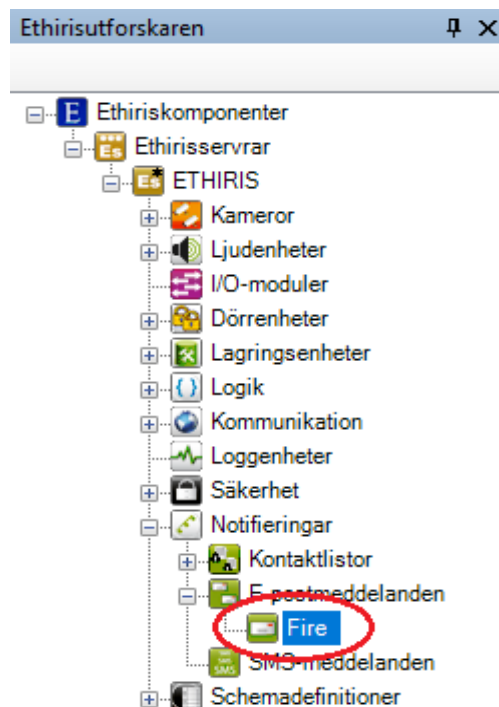 Ethirisutforskaren
Ethiriskomponenter
Ethirisservrar
ETHIRIS
Kameror
Ljudenheter
I/O-moduler
Dörrenheter
Lagringsenheter
Logik
Kommunikation
Loggenheter
Säkerhet
Notifieringar
Kontaktlistor
E-postmeddelanden
Fire
SMS-meddelanden
Schemadefinitioner